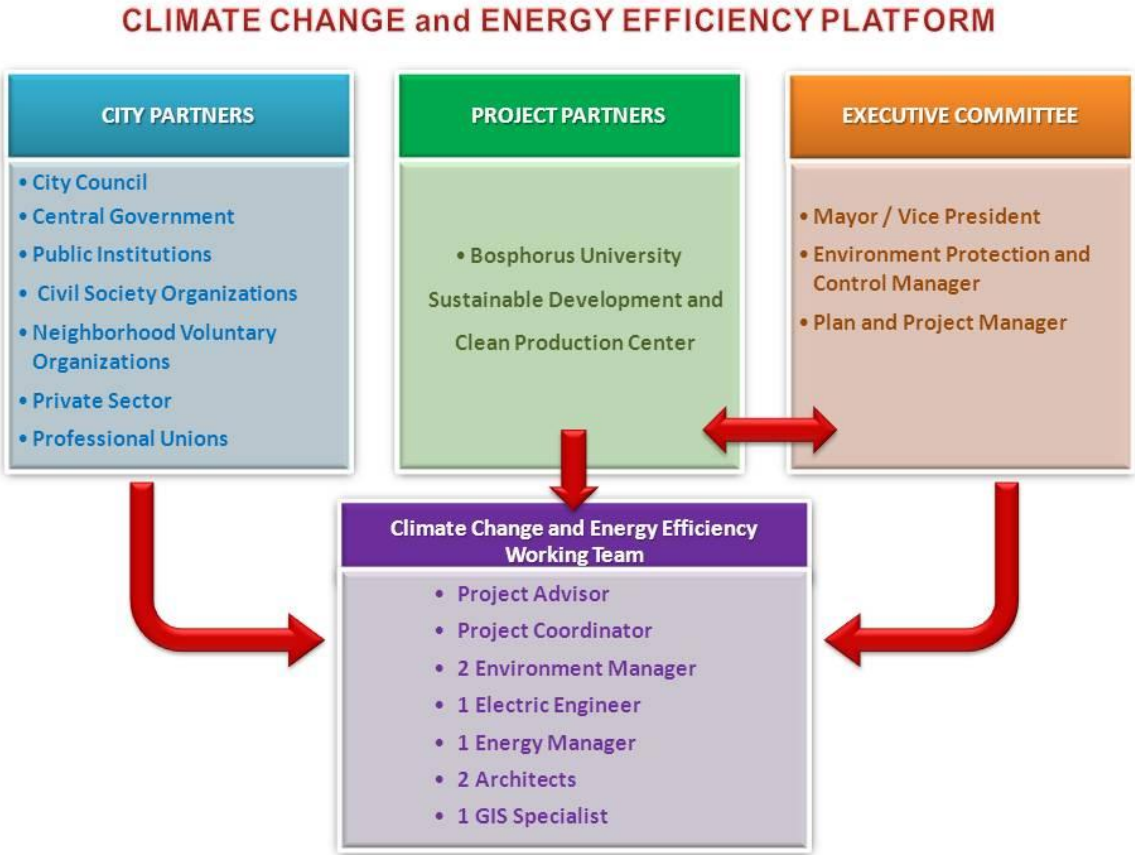 CLIMATE CHANGE and ENERGY EFFICIENCY PLATFORM
CITY PARTNERS
• City Council
• Central Government
• Public Institutions
• Civil Society Organizations
• Neighborhood Voluntary
Organizations
• Private Sector
• Professional Unions
PROJECT PARTNERS
• Bosphorus University
Sustainable Development and
Clean Production Center
EXECUTIVE COMMITTEE
• Mayor / Vice President
• Environment Protection and
Control Manager
• Plan and Project Manager
Climate Change and Energy Efficiency
Working Team
• Project Advisor
• Project Coordinator
• 2 Environment Manager
• 1 Electric Engineer
• 1 Energy Manager
• 2 Architects
• 1 GIS Specialist